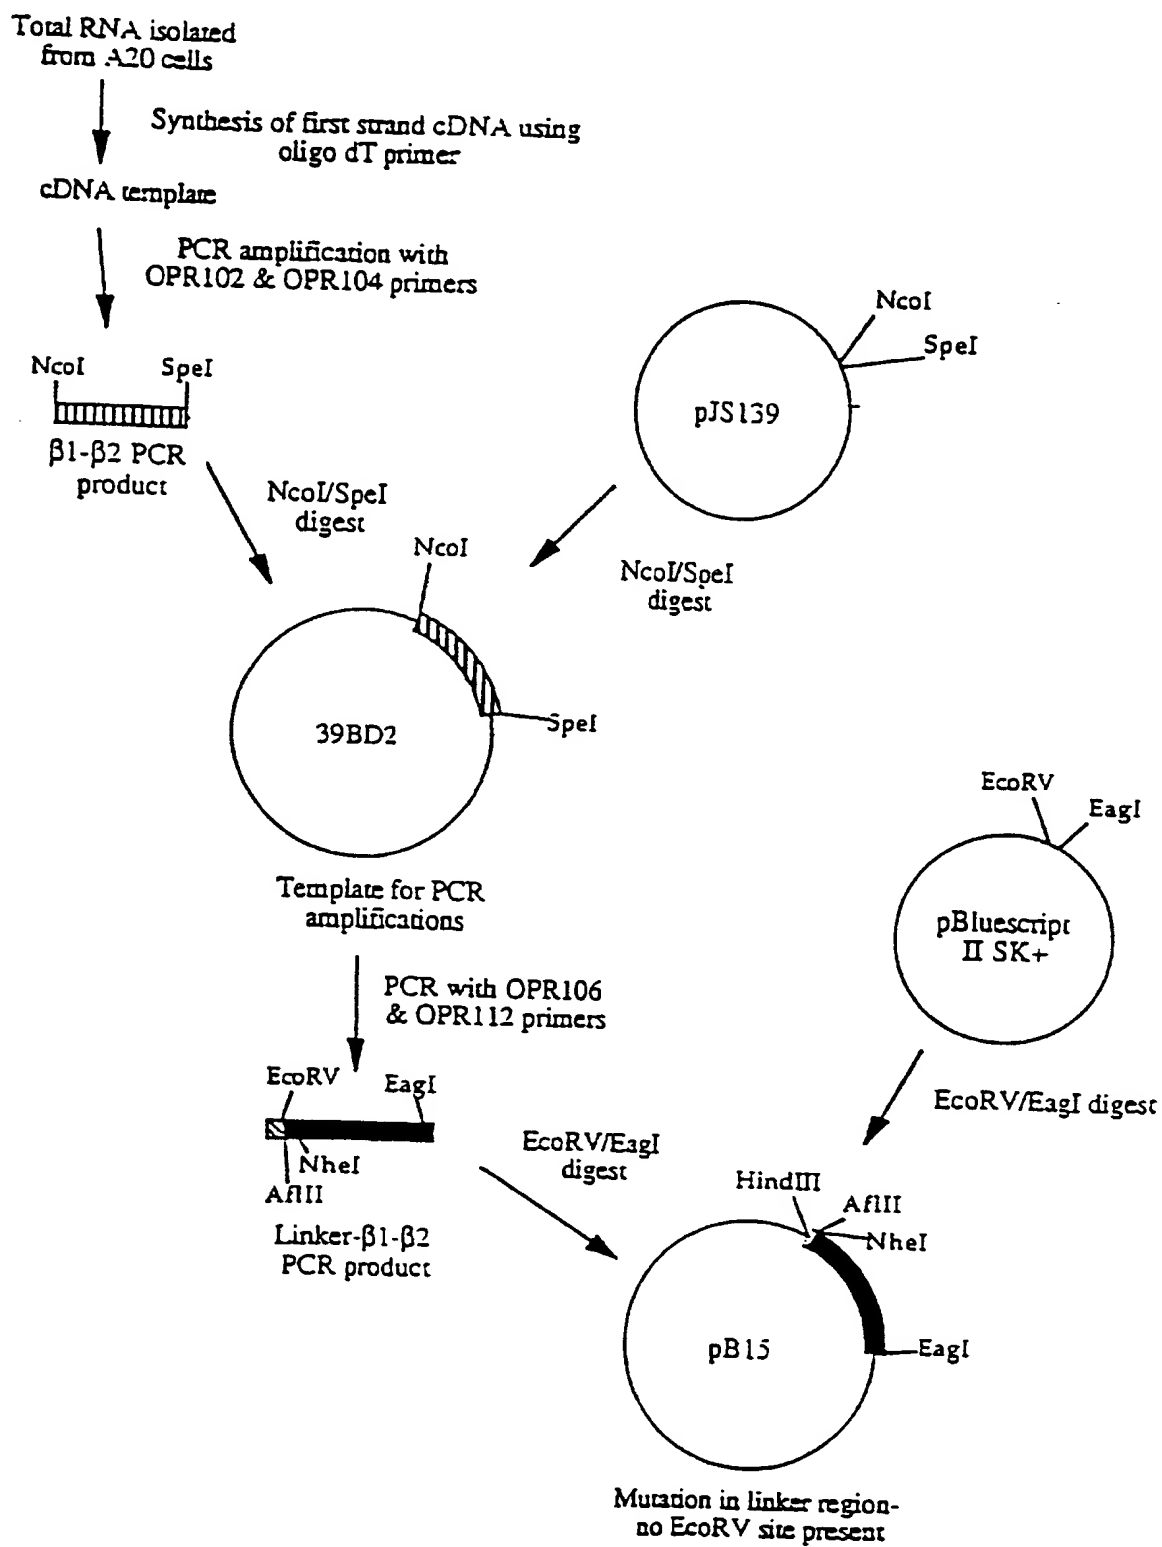 Total RNA isolated
from A20 cells
Synthesis of first strand cDNA using
oligo dT primer
cDNA template
PCR amplification with
OPR102 & OPR104 primers
NcoI
SpeI
β1-β2 PCR
product
NcoI/SpeI
digest
NcoI
SpeI
pJS139
NcoI/SpeI
digest
NcoI
SpeI
39BD2
Template for PCR
amplifications
EcoRV
EagI
pBluescript
II SK+
PCR with OPR106
& OPR112 primers
EcoRV
EagI
NheI
AflII
Linker-β1-β2
PCR product
EcoRV/EagI
digest
EcoRV/EagI digest
HindIII
AflII
NheI
EagI
pB15
Mutation in linker region-
no EcoRV site present